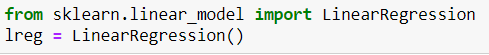 from sklearn.linear_model import LinearRegression
lreg = LinearRegression()